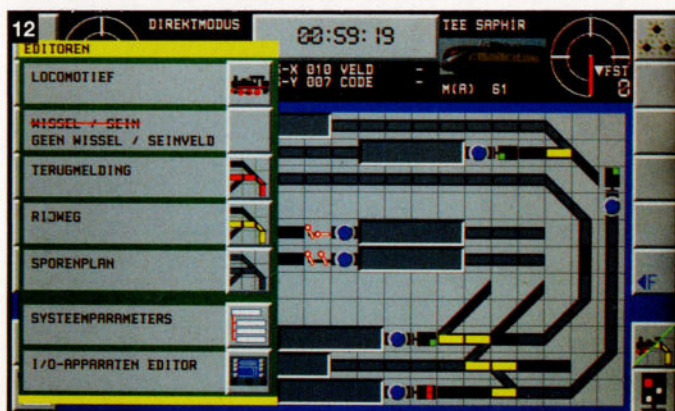 12
DIREKTMODUS
00:59:19
TEE SAPHIR
EDITOREN
-X 010 VELD -
-Y 007 CODE -
M(A) 61
▼FST
0
LOCOMOTIEF
WISSEL / SEIN
GEEN WISSEL / SEINVELD
TERUGMELDING
RIJWEG
SPORENPLAN
F
SYSTEEMPARAMETERS
I/O-APPARATEN EDITOR